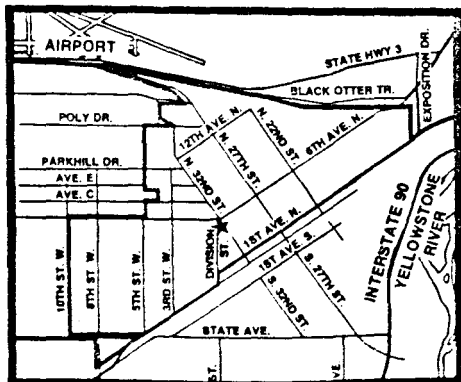 AIRPORT
STATE HWY 3
EXPOSITION DR.
BLACK OTTER TR.
POLY DR.
12TH AVE. N.
N. 22ND ST.
6TH AVE. N.
N. 27TH ST.
N. 32ND ST.
PARKHILL DR.
AVE. E
AVE. C
1ST AVE. N.
1ST AVE. S.
DIVISION ST.
10TH ST. W.
8TH ST. W.
5TH ST. W.
3RD ST. W.
S. 32ND ST.
S. 27TH ST.
INTERSTATE 90
YELLOWSTONE
RIVER
STATE AVE.
ST.
VE.